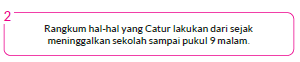 2
Rangkum hal-hal yang Catur lakukan dari sejak
meninggalkan sekolah sampai pukul 9 malam.